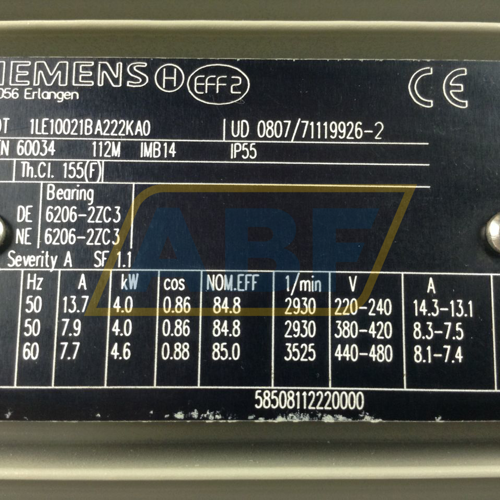 SIEMENS H EFF2 CE
056 Erlangen
OT 1LE10021BA222KA0 UD 0807/71119926-2
N 60034 112M IMB14 IP55
Th.Cl. 155(F)
Bearing
DE 6206-2ZC3
NE 6206-2ZC3
Severity A SF 1.1
Hz A kW cos NOM.EFF 1/min V A
50 13.7 4.0 0.86 84.8 2930 220-240 14.3-13.1
50 7.9 4.0 0.86 84.8 2930 380-420 8.3-7.5
60 7.7 4.6 0.88 85.0 3525 440-480 8.1-7.4
58508112220000
ABF